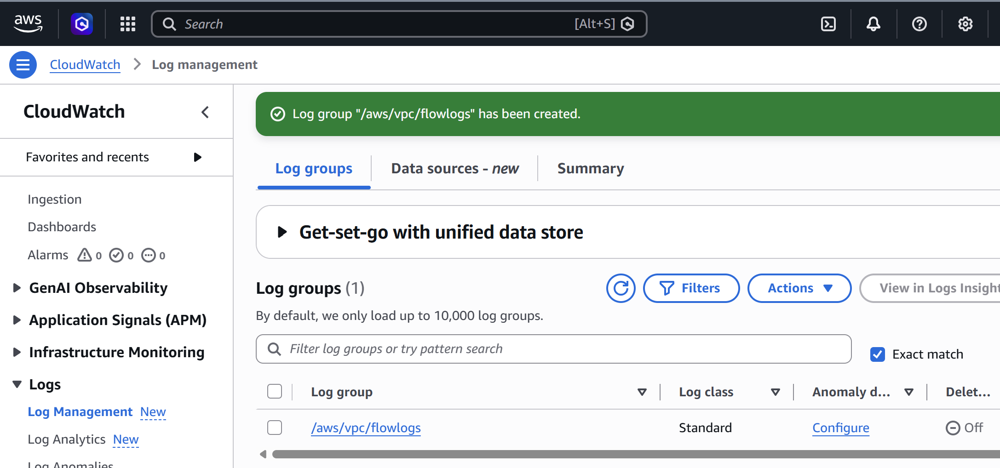 aws
Search
[Alt+S]
CloudWatch
Log management
CloudWatch
Favorites and recents
Ingestion
Dashboards
Alarms 0 0 0
GenAI Observability
Application Signals (APM)
Infrastructure Monitoring
Logs
Log Management New
Log Analytics New
Log Anomalies
Log group "/aws/vpc/flowlogs" has been created.
Log groups
Data sources - new
Summary
Get-set-go with unified data store
Log groups (1)
Filters
Actions
View in Logs Insight
By default, we only load up to 10,000 log groups.
Filter log groups or try pattern search
Exact match
Log group
Log class
Anomaly d...
Delet...
/aws/vpc/flowlogs
Standard
Configure
Off